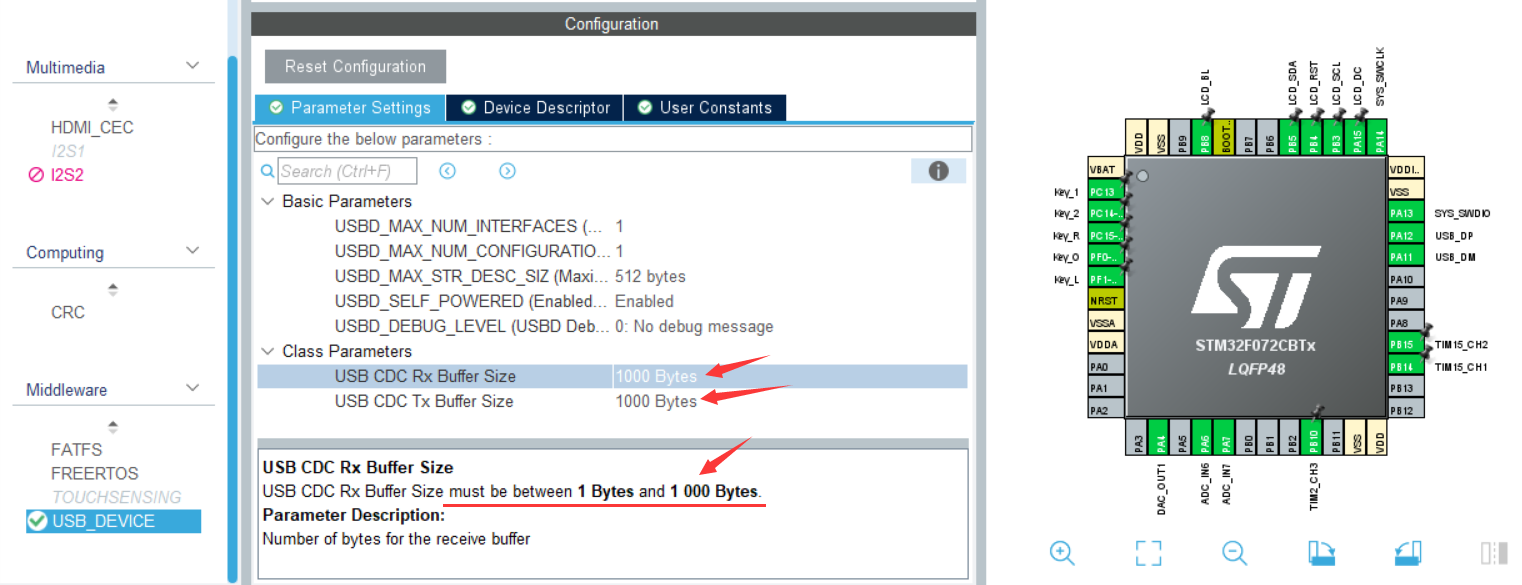 Configuration
Multimedia
HDMI_CEC
I2S1
I2S2
Computing
CRC
Middleware
FATFS
FREERTOS
TOUCHSENSING
USB_DEVICE
Reset Configuration
Parameter Settings Device Descriptor User Constants
Configure the below parameters :
Search (Ctrl+F)
Basic Parameters
USBD_MAX_NUM_INTERFACES (... 1
USBD_MAX_NUM_CONFIGURATIO... 1
USBD_MAX_STR_DESC_SIZ (Maxi... 512 bytes
USBD_SELF_POWERED (Enabled... Enabled
USBD_DEBUG_LEVEL (USBD Deb... 0: No debug message
Class Parameters
USB CDC Rx Buffer Size 1000 Bytes
USB CDC Tx Buffer Size 1000 Bytes
USB CDC Rx Buffer Size
USB CDC Rx Buffer Size must be between 1 Bytes and 1 000 Bytes.
Parameter Description:
Number of bytes for the receive buffer
LCD_BL LCD_SDA LCD_RST LCD_SCL LCD_DC SYS_SWCLK
VDD VSS PB9 PB8 BOOT.. PB7 PB6 PB5 PB4 PB3 PA15 PA14
VBAT
Key_1 PC13
Key_2 PC14-..
Key_R PC15-..
Key_O PF0-..
Key_L PF1-..
NRST
VSSA
VDDA
PA0
PA1
PA2
STM32F072CBTx
LQFP48
VDDI..
VSS
PA13 SYS_SWDIO
PA12 USB_DP
PA11 USB_DM
PA10
PA9
PA8
PB15 TIM15_CH2
PB14 TIM15_CH1
PB13
PB12
PA3 PA4 PA5 PA6 PA7 PB0 PB1 PB2 PB10 PB11 VSS VDD
DAC_OUT1 ADC_IN6 ADC_IN7 TIM2_CH3